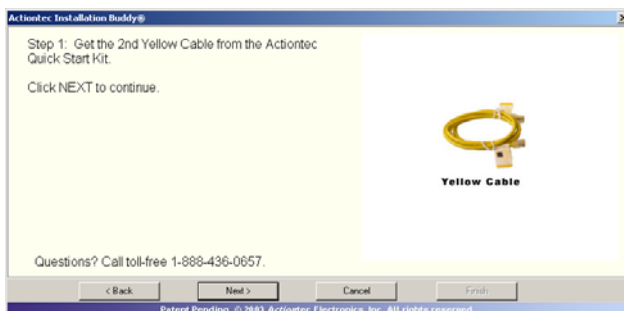 Actiontec Installation Buddy®
Step 1: Get the 2nd Yellow Cable from the Actiontec
Quick Start Kit.
Click NEXT to continue.
Yellow Cable
Questions? Call toll-free 1-888-436-0657.
< Back
Next >
Cancel
Finish
Patent Pending. © 2003 Actiontec Electronics, Inc. All rights reserved.